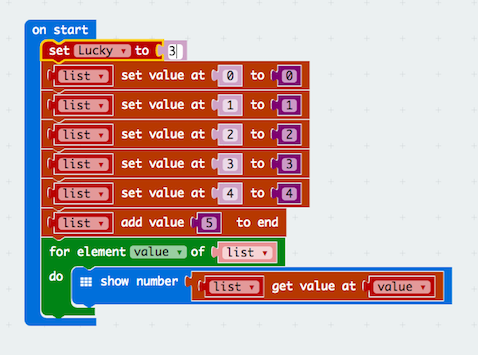 on start
set Lucky to 3
list set value at 0 to 0
list set value at 1 to 1
list set value at 2 to 2
list set value at 3 to 3
list set value at 4 to 4
list add value 5 to end
for element value of list
do show number list get value at value